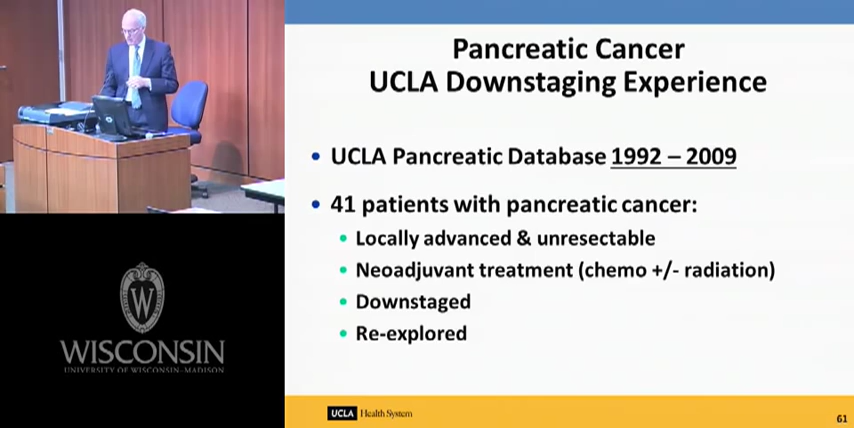 Pancreatic Cancer
UCLA Downstaging Experience
• UCLA Pancreatic Database 1992 – 2009
• 41 patients with pancreatic cancer:
• Locally advanced & unresectable
• Neoadjuvant treatment (chemo +/- radiation)
• Downstaged
• Re-explored
W
WISCONSIN
UNIVERSITY OF WISCONSIN–MADISON
UCLA Health System
61